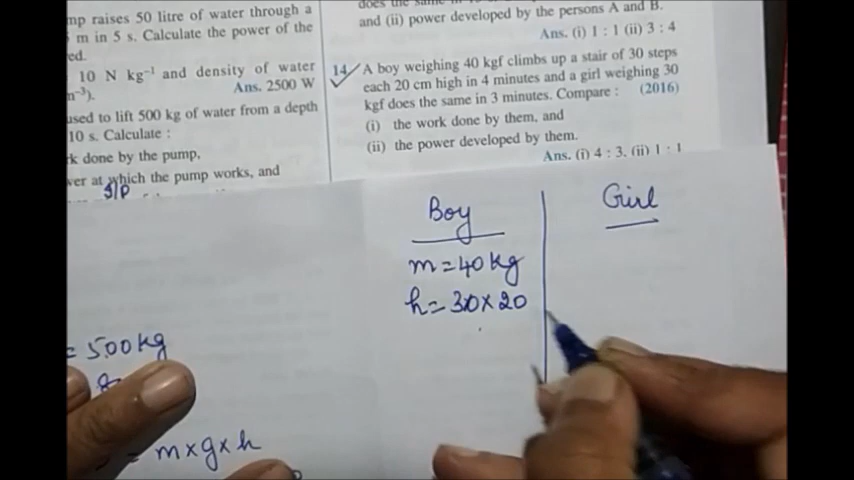 mp raises 50 litre of water through a
m in 5 s. Calculate the power of the
ed.
10 N kg⁻¹ and density of water
m⁻³).
Ans. 2500 W
used to lift 500 kg of water from a depth
10 s. Calculate :
rk done by the pump,
wer at which the pump works, and
does the same
and (ii) power developed by the persons A and B.
Ans. (i) 1 : 1 (ii) 3 : 4
14. A boy weighing 40 kgf climbs up a stair of 30 steps
each 20 cm high in 4 minutes and a girl weighing 30
kgf does the same in 3 minutes. Compare : (2016)
(i) the work done by them, and
(ii) the power developed by them.
Ans. (i) 4 : 3. (ii) 1 : 1
= 500 kg
= m×g×h
Boy
m = 40 kg
h = 30 × 20
Girl